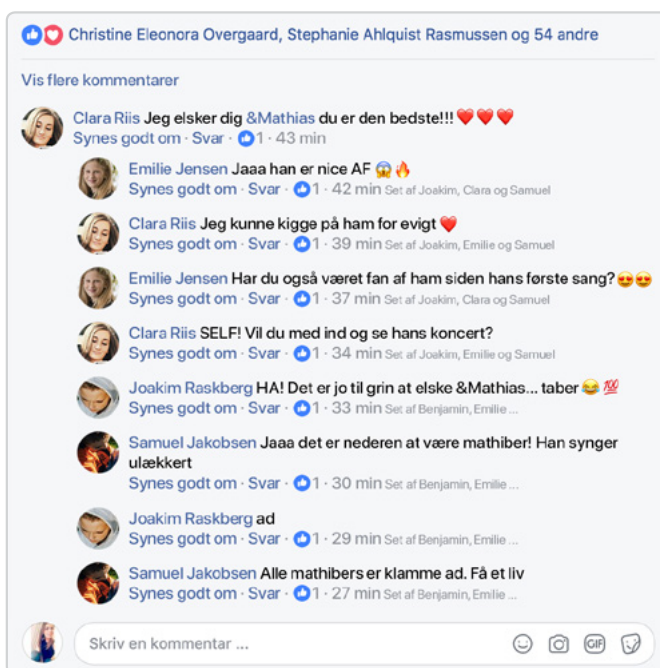 Christine Eleonora Overgaard, Stephanie Ahlquist Rasmussen og 54 andre
Vis flere kommentarer
Clara Riis Jeg elsker dig &Mathias du er den bedste!!! ❤️❤️❤️
Synes godt om · Svar · 1 · 43 min
Emilie Jensen Jaaa han er nice AF 😱🔥
Synes godt om · Svar · 1 · 42 min Set af Joakim, Clara og Samuel
Clara Riis Jeg kunne kigge på ham for evigt ❤️
Synes godt om · Svar · 1 · 39 min Set af Joakim, Emilie og Samuel
Emilie Jensen Har du også været fan af ham siden hans første sang?😍😍
Synes godt om · Svar · 1 · 37 min Set af Joakim, Clara og Samuel
Clara Riis SELF! Vil du med ind og se hans koncert?
Synes godt om · Svar · 1 · 34 min Set af Joakim, Emilie og Samuel
Joakim Raskberg HA! Det er jo til grin at elske &Mathias... taber 😂 💯
Synes godt om · Svar · 1 · 33 min Set af Benjamin, Emilie ...
Samuel Jakobsen Jaaa det er nederen at være mathiber! Han synger
ulækkert
Synes godt om · Svar · 1 · 30 min Set af Benjamin, Emilie ...
Joakim Raskberg ad
Synes godt om · Svar · 1 · 29 min Set af Benjamin, Emilie ...
Samuel Jakobsen Alle mathibers er klamme ad. Få et liv
Synes godt om · Svar · 1 · 27 min Set af Benjamin, Emilie ...
Skriv en kommentar ...
GIF